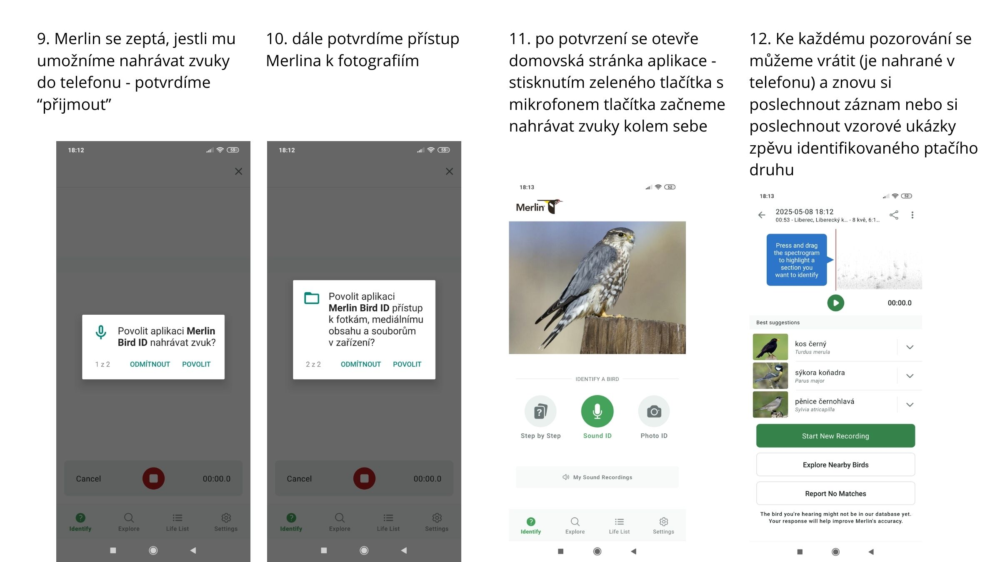 9. Merlin se zeptá, jestli mu
umožníme nahrávat zvuky
do telefonu - potvrdíme
“přijmout”
18:12
53
Povolit aplikaci Merlin
Bird ID nahrávat zvuk?
1 z 2
ODMÍTNOUT
POVOLIT
Cancel
00:00.0
Identify
Explore
Life List
Settings
10. dále potvrdíme přístup
Merlina k fotografiím
18:12
53
Povolit aplikaci
Merlin Bird ID přístup
k fotkám, mediálnímu
obsahu a souborům
v zařízení?
2 z 2
ODMÍTNOUT
POVOLIT
Cancel
00:00.0
Identify
Explore
Life List
Settings
11. po potvrzení se otevře
domovská stránka aplikace -
stisknutím zeleného tlačítka s
mikrofonem tlačítka začneme
nahrávat zvuky kolem sebe
18:13
52
Merlin
IDENTIFY A BIRD
Step by Step
Sound ID
Photo ID
My Sound Recordings
Identify
Explore
Life List
Settings
12. Ke každému pozorování se
můžeme vrátit (je nahrané v
telefonu) a znovu si
poslechnout záznam nebo si
poslechnout vzorové ukázky
zpěvu identifikovaného ptačího
druhu
18:13
52
2025-05-08 18:12
00:53 - Liberec, Liberecký k... - 8 kvě, 6:1...
Press and drag
the spectrogram
to highlight a
section you
want to identify
00:00.0
Best suggestions
kos černý
Turdus merula
sýkora koňadra
Parus major
pěnice černohlavá
Sylvia atricapilla
Start New Recording
Explore Nearby Birds
Report No Matches
The bird you're hearing might not be in our database yet.
Your response will help improve Merlin's accuracy.